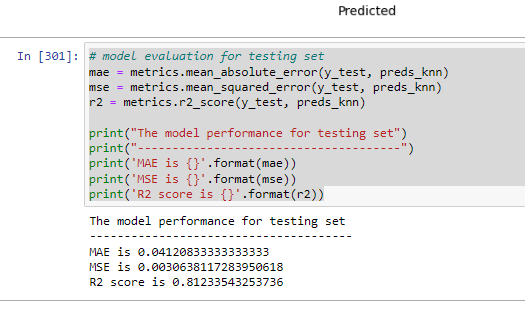 Predicted
In [301]: # model evaluation for testing set
mae = metrics.mean_absolute_error(y_test, preds_knn)
mse = metrics.mean_squared_error(y_test, preds_knn)
r2 = metrics.r2_score(y_test, preds_knn)
print("The model performance for testing set")
print("--------------------------------------")
print('MAE is {}'.format(mae))
print('MSE is {}'.format(mse))
print('R2 score is {}'.format(r2))
The model performance for testing set
--------------------------------------
MAE is 0.04120833333333333
MSE is 0.0030638117283950618
R2 score is 0.81233543253736